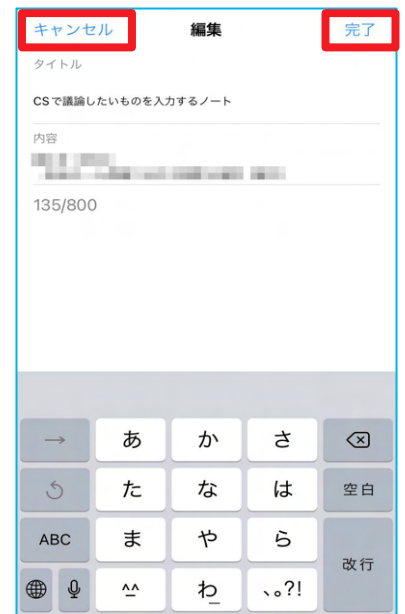 キャンセル 編集 完了
タイトル
CSで議論したいものを入力するノート
内容
135/800
→ あ か さ
た な は 空白
ABC ま や ら
改行
^^ わ_ 、。?!